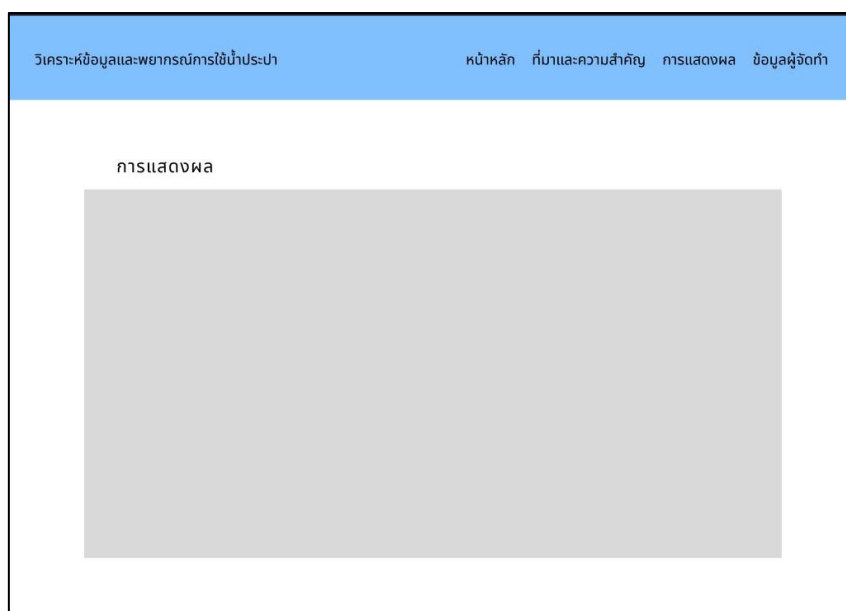 วิเคราะห์ข้อมูลและพยากรณ์การใช้น้ำประปา หน้าหลัก ที่มาและความสำคัญ การแสดงผล ข้อมูลผู้จัดทำ
การแสดงผล